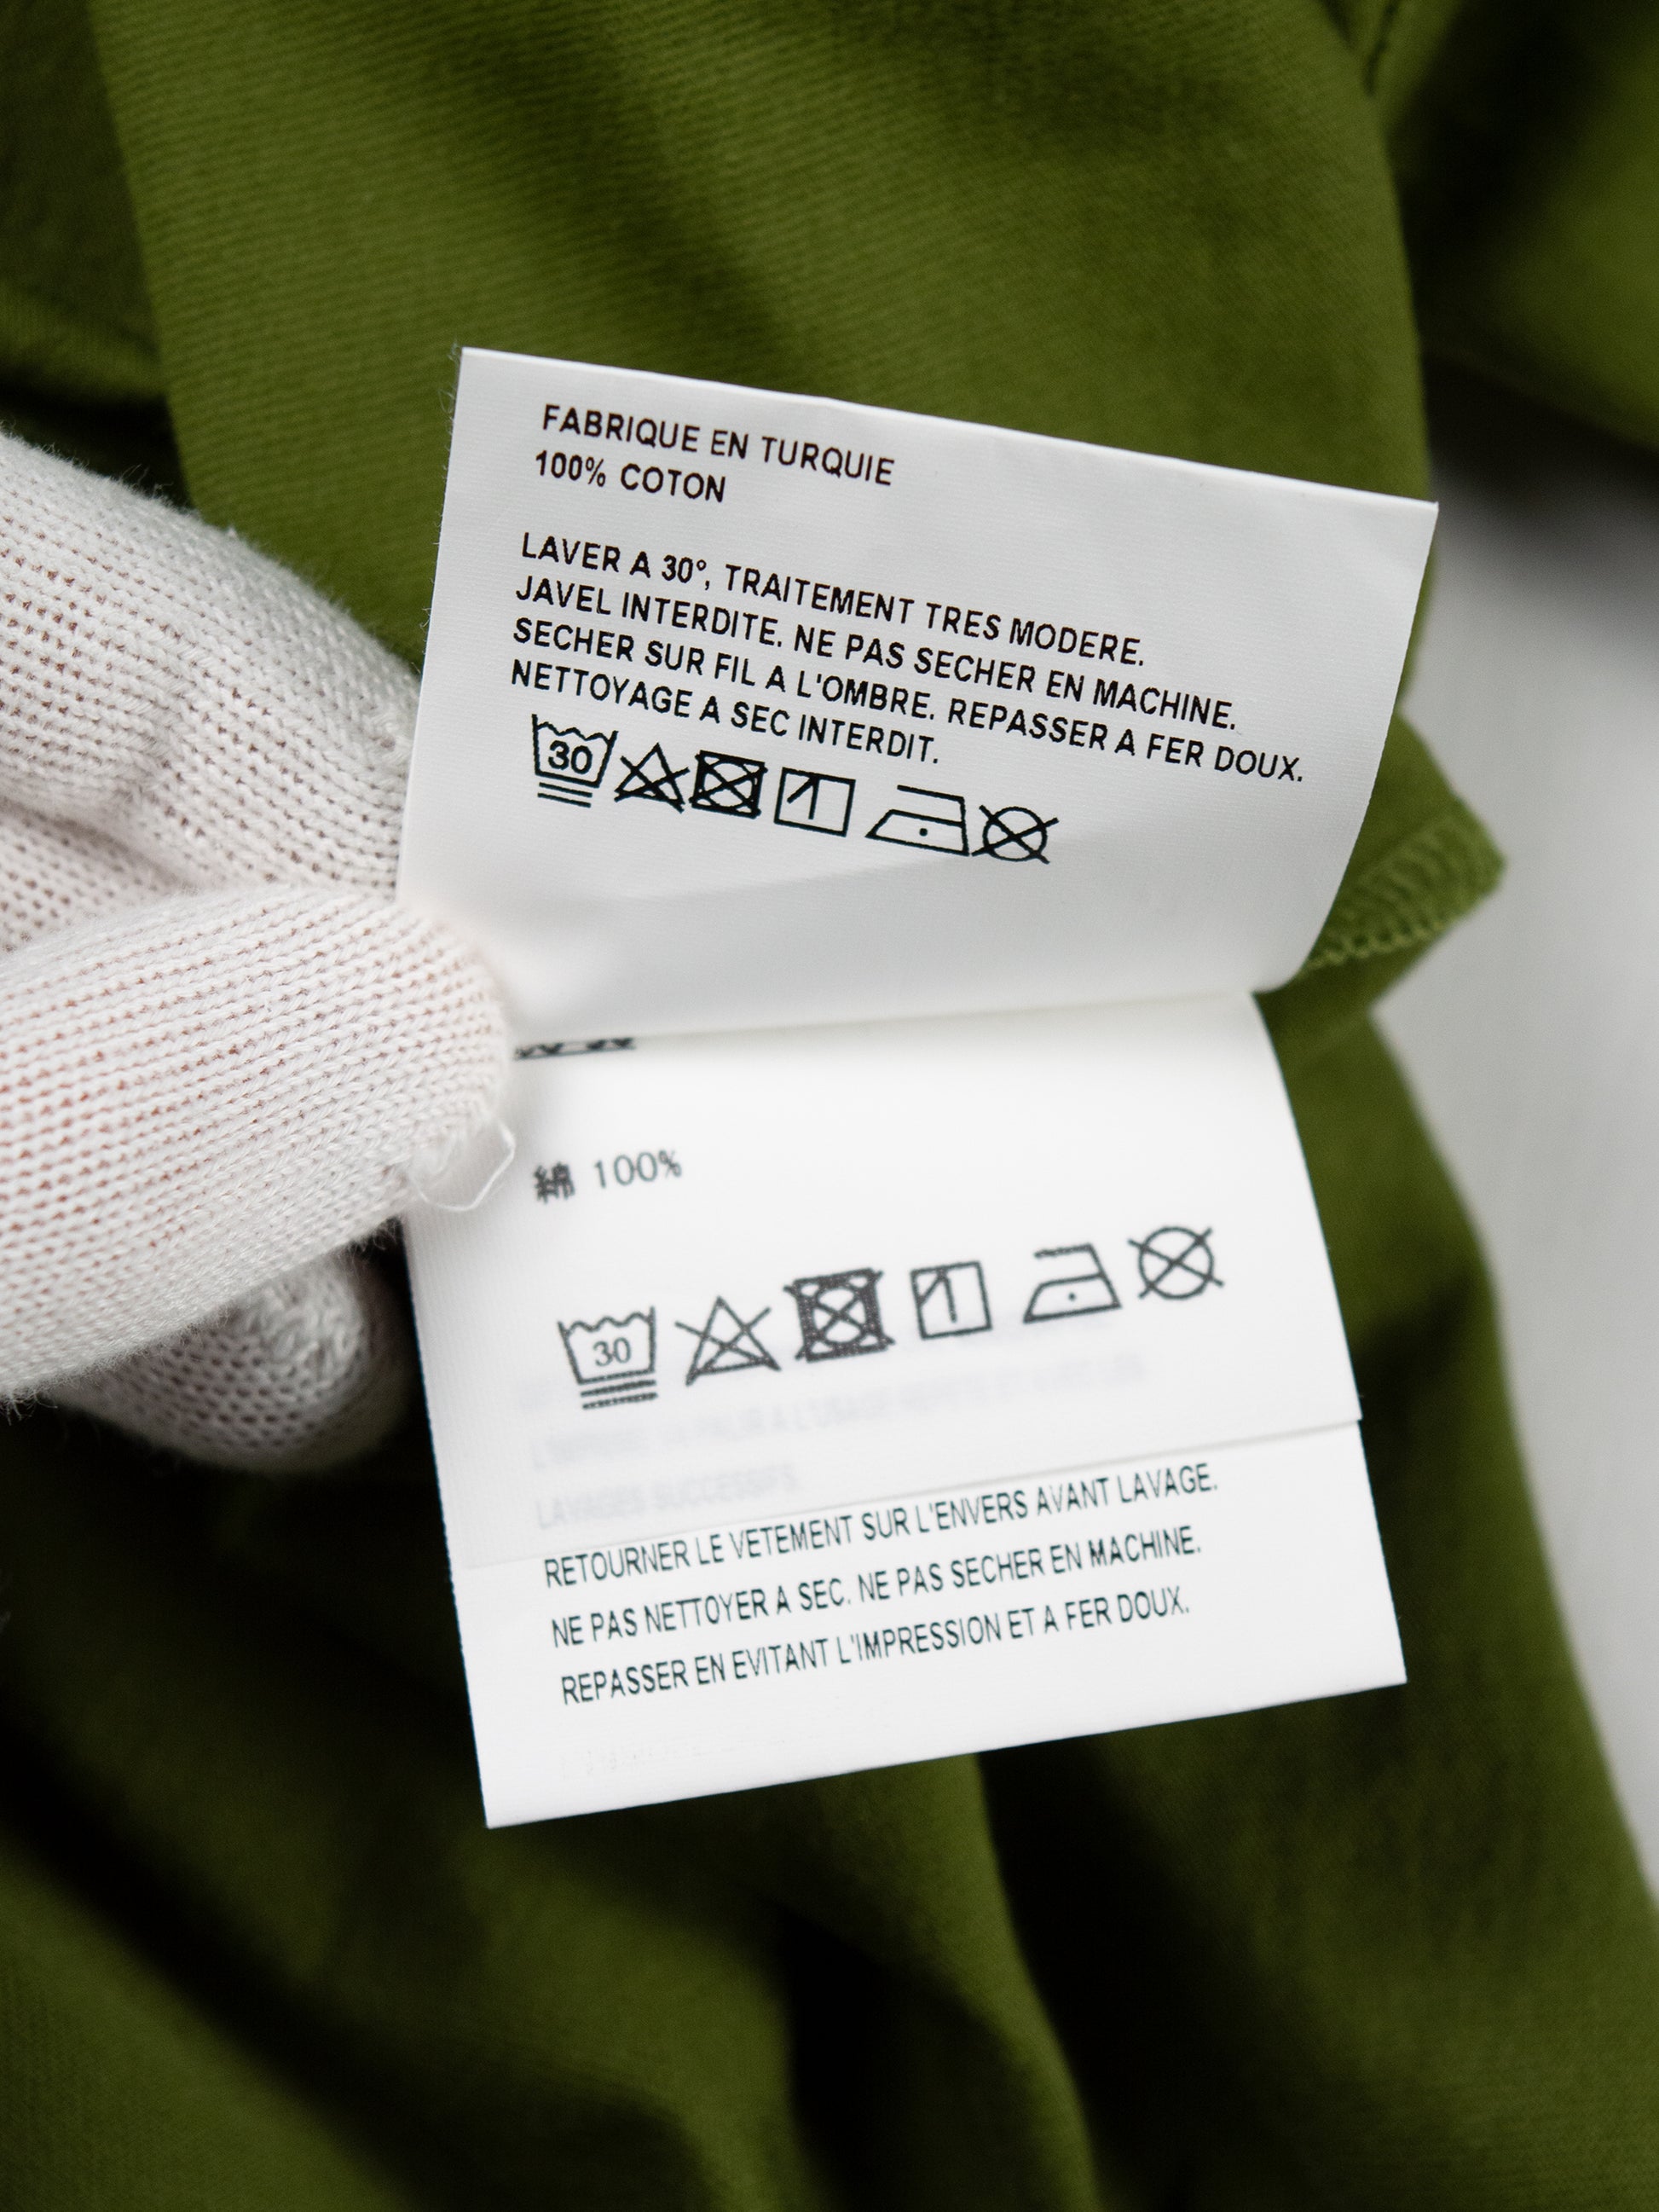 FABRIQUE EN TURQUIE
100% COTON
LAVER A 30°, TRAITEMENT TRES MODERE.
JAVEL INTERDITE. NE PAS SECHER EN MACHINE.
SECHER SUR FIL A L'OMBRE. REPASSER A FER DOUX.
NETTOYAGE A SEC INTERDIT.
30
綿 100%
30
LAVAGES SUCCESSIFS.
RETOURNER LE VETEMENT SUR L'ENVERS AVANT LAVAGE.
NE PAS NETTOYER A SEC. NE PAS SECHER EN MACHINE.
REPASSER EN EVITANT L'IMPRESSION ET A FER DOUX.